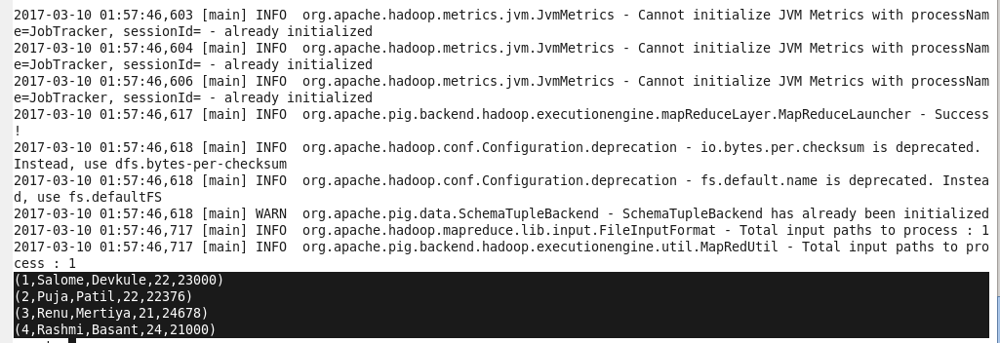 2017-03-10 01:57:46,603 [main] INFO  org.apache.hadoop.metrics.jvm.JvmMetrics - Cannot initialize JVM Metrics with processNam
e=JobTracker, sessionId= - already initialized
2017-03-10 01:57:46,604 [main] INFO  org.apache.hadoop.metrics.jvm.JvmMetrics - Cannot initialize JVM Metrics with processNam
e=JobTracker, sessionId= - already initialized
2017-03-10 01:57:46,606 [main] INFO  org.apache.hadoop.metrics.jvm.JvmMetrics - Cannot initialize JVM Metrics with processNam
e=JobTracker, sessionId= - already initialized
2017-03-10 01:57:46,617 [main] INFO  org.apache.pig.backend.hadoop.executionengine.mapReduceLayer.MapReduceLauncher - Success
!
2017-03-10 01:57:46,618 [main] INFO  org.apache.hadoop.conf.Configuration.deprecation - io.bytes.per.checksum is deprecated.
Instead, use dfs.bytes-per-checksum
2017-03-10 01:57:46,618 [main] INFO  org.apache.hadoop.conf.Configuration.deprecation - fs.default.name is deprecated. Instea
d, use fs.defaultFS
2017-03-10 01:57:46,618 [main] WARN  org.apache.pig.data.SchemaTupleBackend - SchemaTupleBackend has already been initialized
2017-03-10 01:57:46,717 [main] INFO  org.apache.hadoop.mapreduce.lib.input.FileInputFormat - Total input paths to process : 1
2017-03-10 01:57:46,717 [main] INFO  org.apache.pig.backend.hadoop.executionengine.util.MapRedUtil - Total input paths to pro
cess : 1
(1,Salome,Devkule,22,23000)
(2,Puja,Patil,22,22376)
(3,Renu,Mertiya,21,24678)
(4,Rashmi,Basant,24,21000)